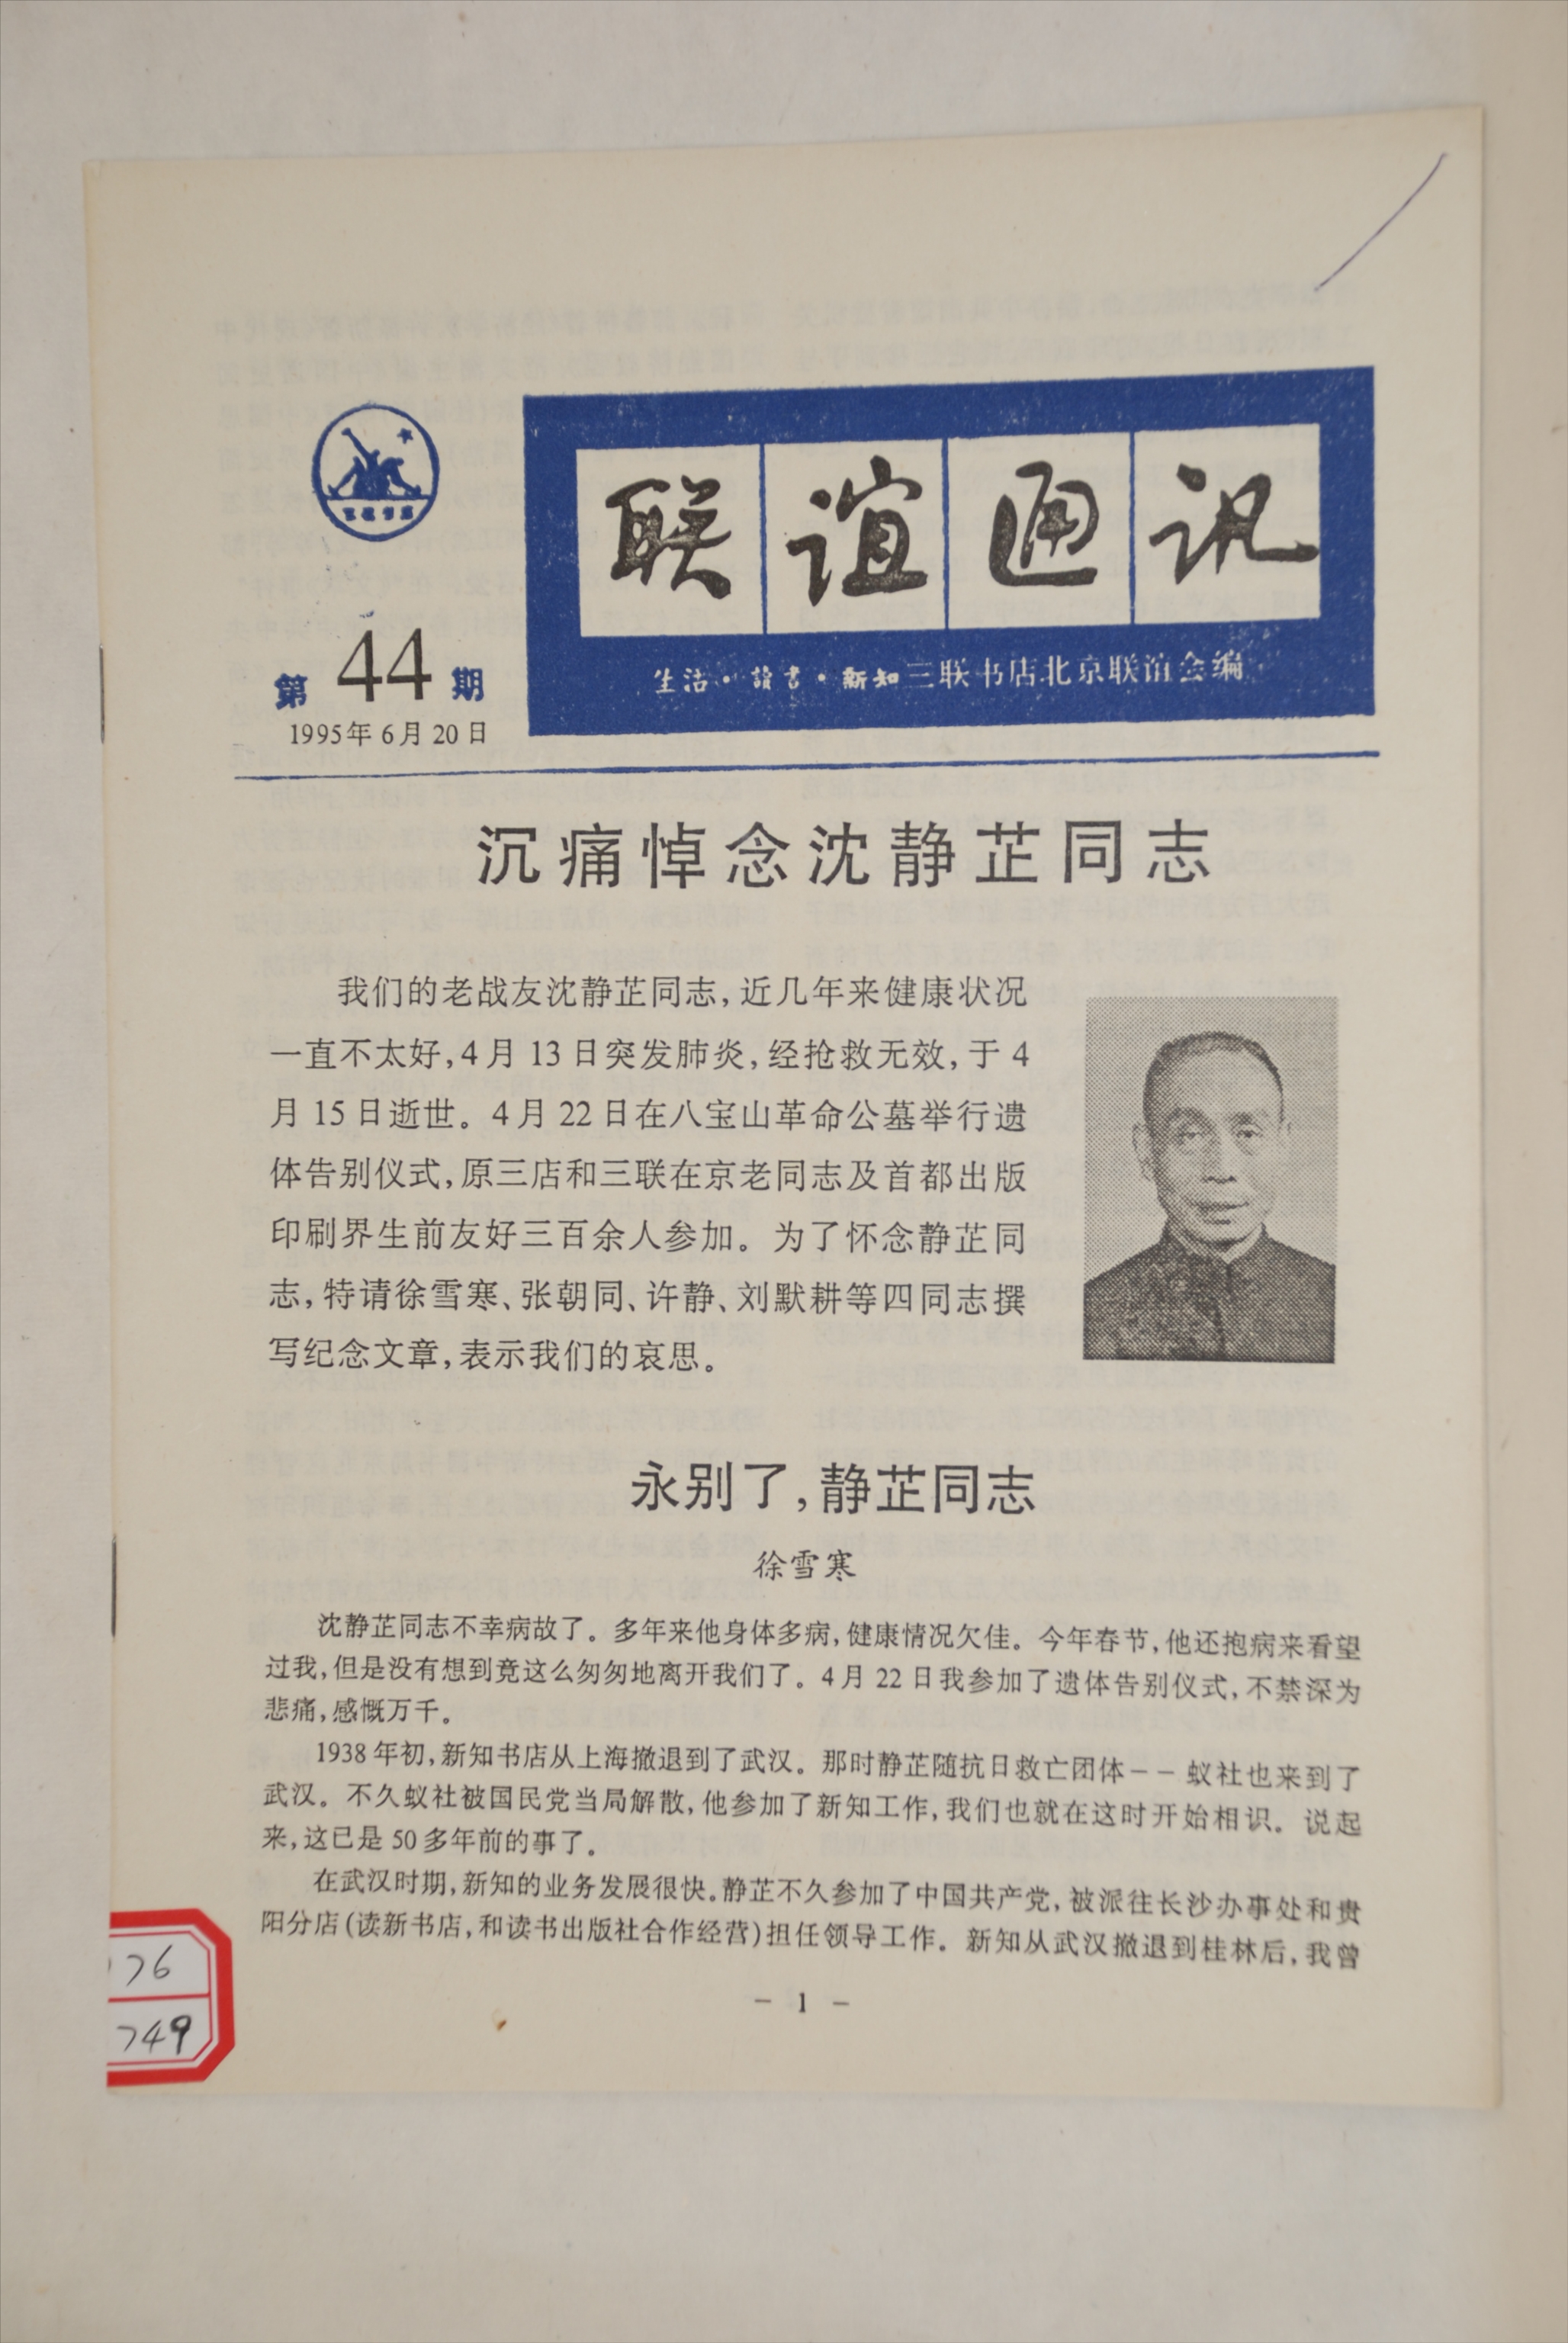 联谊通讯
生活·读书·新知三联书店北京联谊会编
第44期
1995年6月20日
沉痛悼念沈静芷同志
我们的老战友沈静芷同志,近几年来健康状况
一直不太好,4月13日突发肺炎,经抢救无效,于4
月15日逝世。4月22日在八宝山革命公墓举行遗
体告别仪式,原三店和三联在京老同志及首都出版
印刷界生前友好三百余人参加。为了怀念静芷同
志,特请徐雪寒、张朝同、许静、刘默耕等四同志撰
写纪念文章,表示我们的哀思。
永别了,静芷同志
徐雪寒
沈静芷同志不幸病故了。多年来他身体多病,健康情况欠佳。今年春节,他还抱病来看望
过我,但是没有想到竟这么匆匆地离开我们了。4月22日我参加了遗体告别仪式,不禁深为
悲痛,感慨万千。
1938年初,新知书店从上海撤退到了武汉。那时静芷随抗日救亡团体－－蚁社也来到了
武汉。不久蚁社被国民党当局解散,他参加了新知工作,我们也就在这时开始相识。说起
来,这已是50多年前的事了。
在武汉时期,新知的业务发展很快。静芷不久参加了中国共产党,被派往长沙办事处和贵
阳分店(读新书店,和读书出版社合作经营)担任领导工作。新知从武汉撤退到桂林后,我曾
－ 1 －
76
749